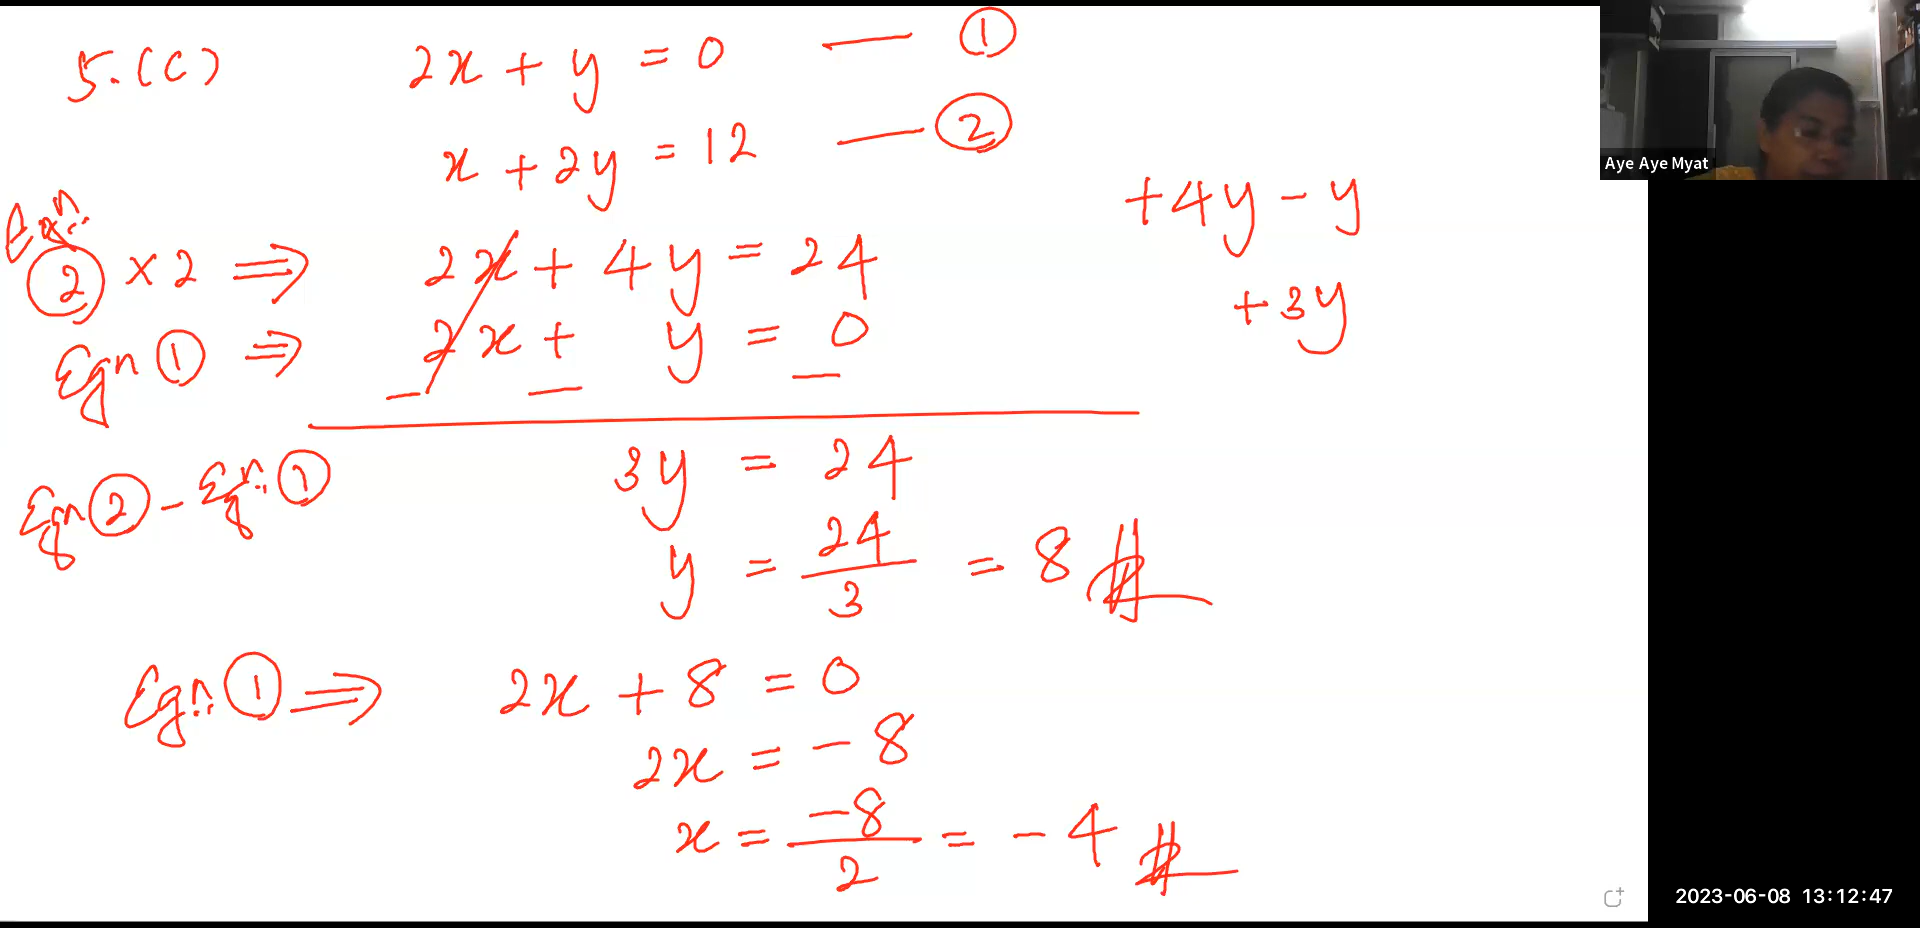 5.(c) 2x + y = 0 — ①
x + 2y = 12 — ②
Eqn. ② × 2 ⇒ 2x + 4y = 24
Eqn ① ⇒ 2x + y = 0
− − −
+4y − y
+3y
Eqn ② − Eqn: ① 3y = 24
y = 24/3 = 8
Eqn: ① ⇒ 2x + 8 = 0
2x = −8
x = −8/2 = −4
Aye Aye Myat
2023-06-08 13:12:47